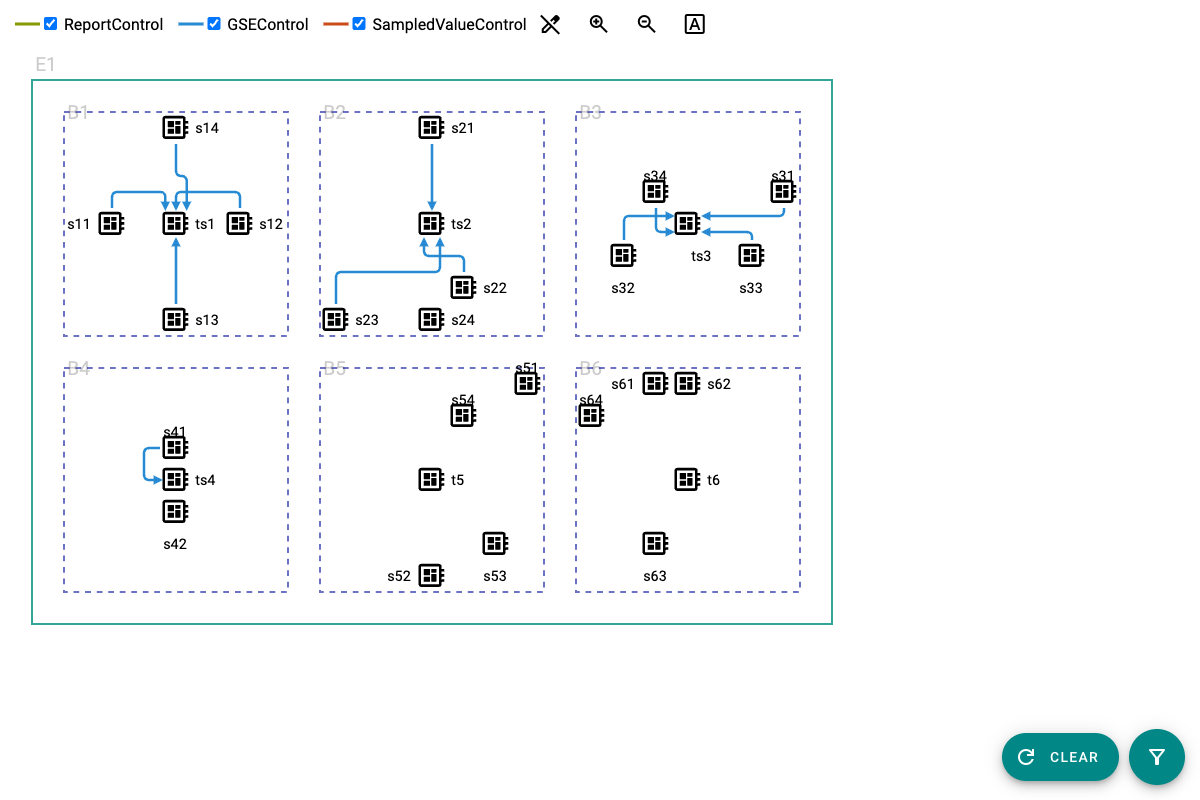 ReportControl GSEControl SampledValueControl A
E1
B1 B2 B3
s14 s21
s34 s31
s11 ts1 s12 ts2
ts3
s22 s32 s33
s13 s23 s24
B4 B5 B6
s51
s61 s62
s54 s64
s41
ts4 t5 t6
s42
s52 s53 s63
CLEAR